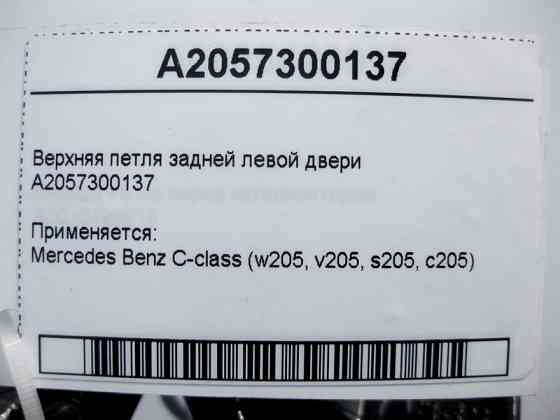 A2057300137
Верхняя петля задней левой двери
A2057300137
Применяется:
Mercedes Benz C-class (w205, v205, s205, c205)